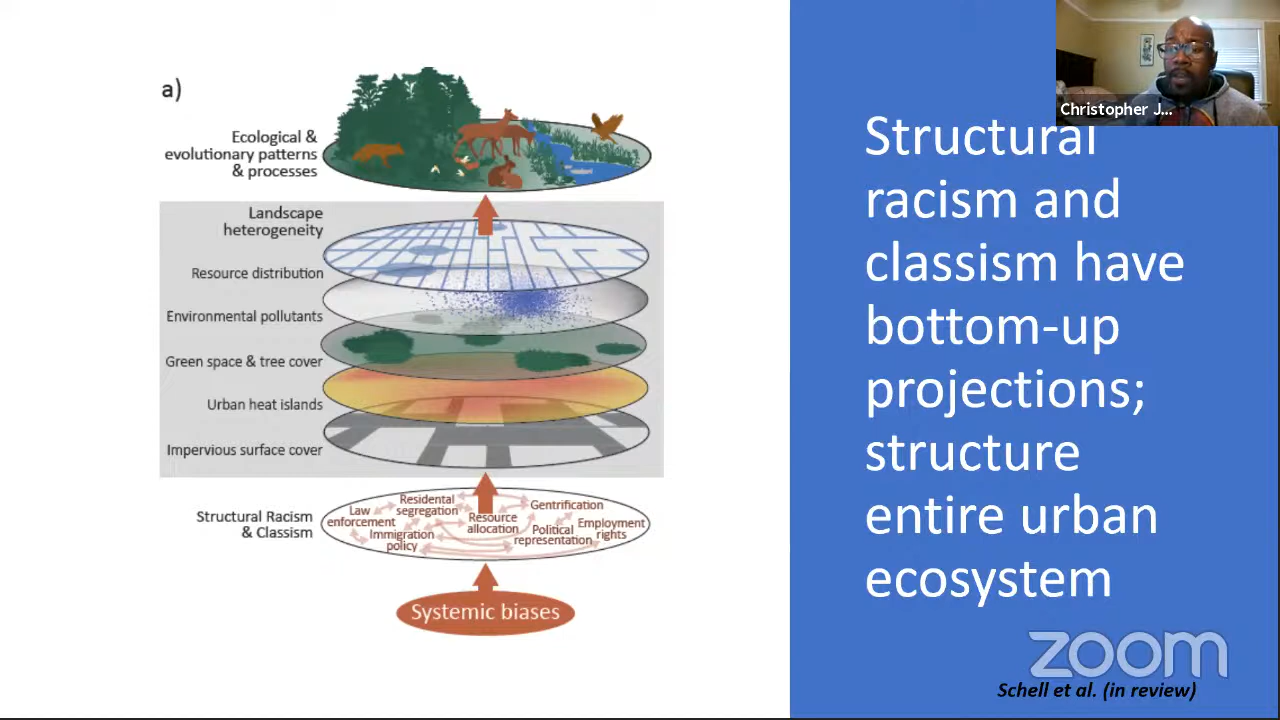 a)
Ecological &
evolutionary patterns
& processes
Landscape
heterogeneity
Resource distribution
Environmental pollutants
Green space & tree cover
Urban heat islands
Impervious surface cover
Structural Racism
& Classism
Law
enforcement
Residental
segregation
Immigration
policy
Resource
allocation
Gentrification
Political
representation
Employment
rights
Systemic biases
Christopher J...
Structural
racism and
classism have
bottom-up
projections;
structure
entire urban
ecosystem
zoom
Schell et al. (in review)